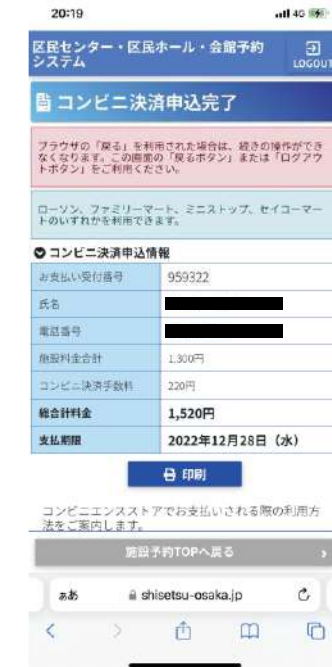 20:19
4G
区民センター・区民ホール・会館予約
システム
LOGOUT
コンビニ決済申込完了
ブラウザの「戻る」を利用された場合は、続きの操作ができ
なくなります。この画面の「戻るボタン」または「ログアウ
トボタン」をご利用ください。
ローソン、ファミリーマート、ミニストップ、セイコーマー
トのいずれかを利用できます。
コンビニ決済申込情報
お支払い受付番号 959322
氏名
電話番号
施設料金合計 1,300円
コンビニ決済手数料 220円
総合計料金 1,520円
支払期限 2022年12月28日（水）
印刷
コンビニエンスストアでお支払いされる際の利用方
法をご案内します。
施設予約TOPへ戻る
ぁあ shisetsu-osaka.jp